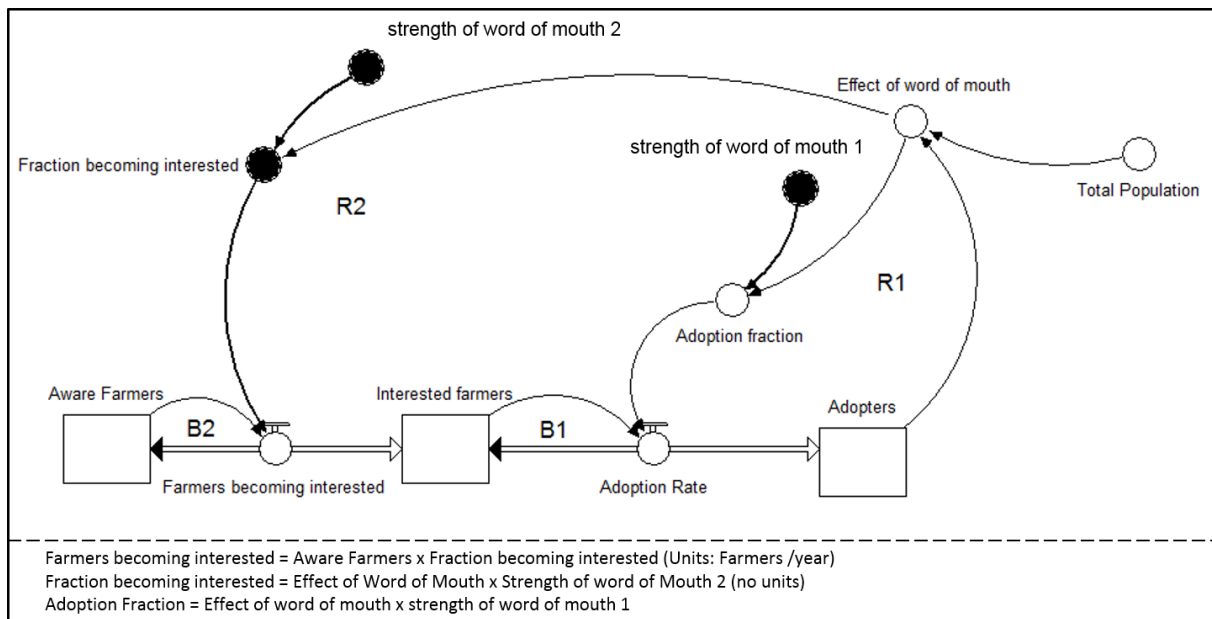 strength of word of mouth 2
Effect of word of mouth
strength of word of mouth 1
Fraction becoming interested
Total Population
R2
R1
Adoption fraction
Aware Farmers
Interested farmers
Adopters
B2
B1
Farmers becoming interested
Adoption Rate
Farmers becoming interested = Aware Farmers x Fraction becoming interested (Units: Farmers /year)
Fraction becoming interested = Effect of Word of Mouth x Strength of word of Mouth 2 (no units)
Adoption Fraction = Effect of word of mouth x strength of word of mouth 1